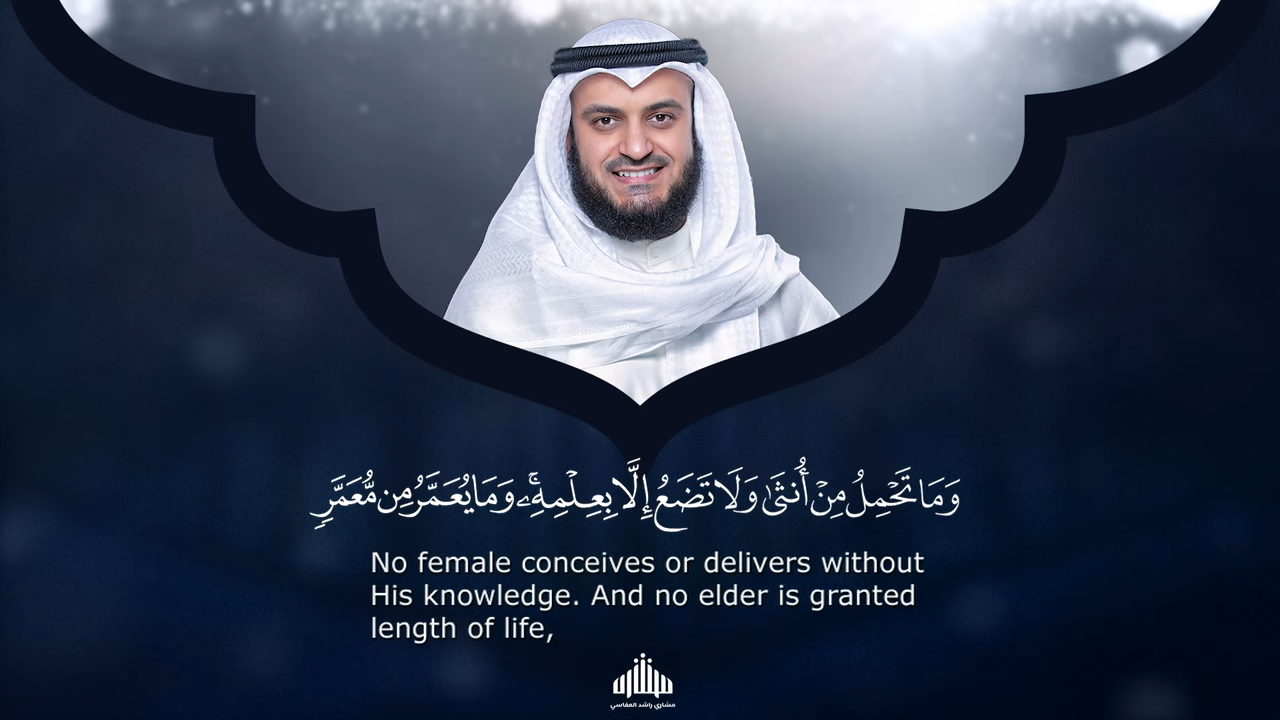 وَمَا تَحْمِلُ مِنْ أُنثَىٰ وَلَا تَضَعُ إِلَّا بِعِلْمِهِۦۚ وَمَا يُعَمَّرُ مِن مُّعَمَّرٍ
No female conceives or delivers without
His knowledge. And no elder is granted
length of life,
مشاري راشد العفاسي